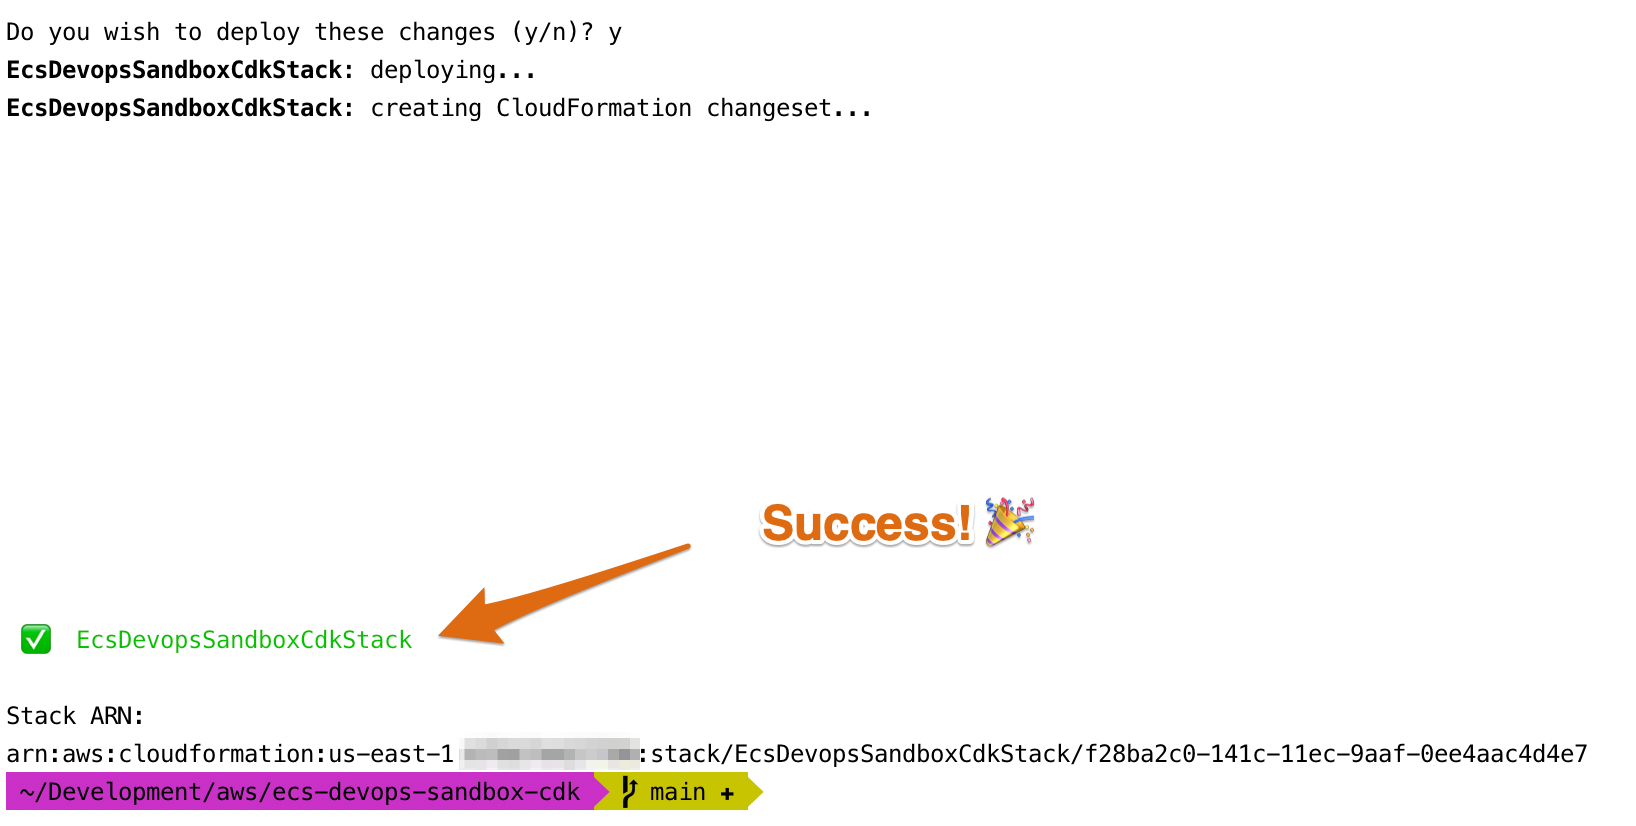 Do you wish to deploy these changes (y/n)? y
EcsDevopsSandboxCdkStack: deploying...
EcsDevopsSandboxCdkStack: creating CloudFormation changeset...
Success! 🎉
✅ EcsDevopsSandboxCdkStack
Stack ARN:
arn:aws:cloudformation:us-east-1 :stack/EcsDevopsSandboxCdkStack/f28ba2c0-141c-11ec-9aaf-0ee4aac4d4e7
~/Development/aws/ecs-devops-sandbox-cdk main +